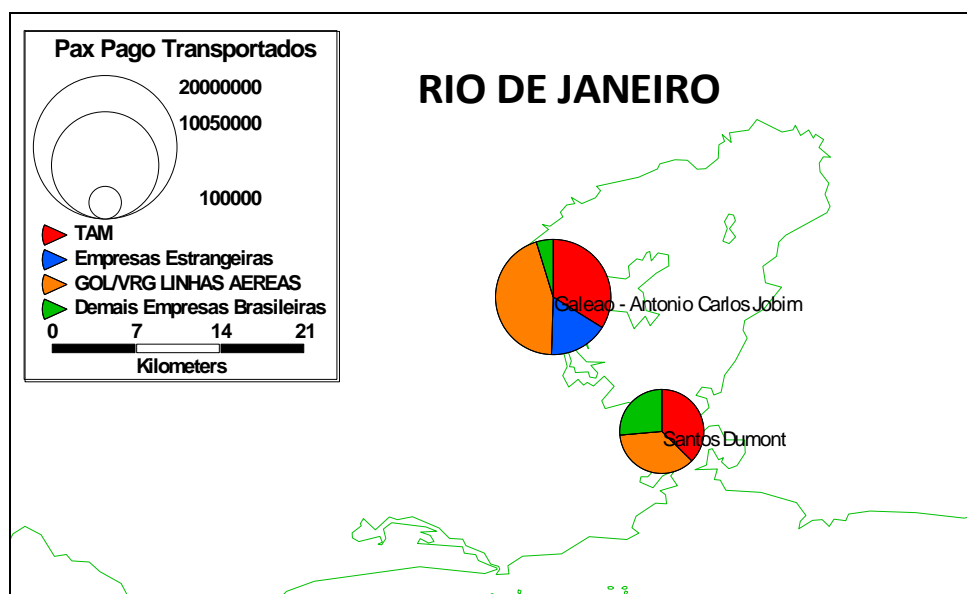 Pax Pago Transportados
20000000
10050000
100000
TAM
Empresas Estrangeiras
GOL/VRG LINHAS AEREAS
Demais Empresas Brasileiras
0 7 14 21
Kilometers
RIO DE JANEIRO
Galeao - Antonio Carlos Jobim
Santos Dumont